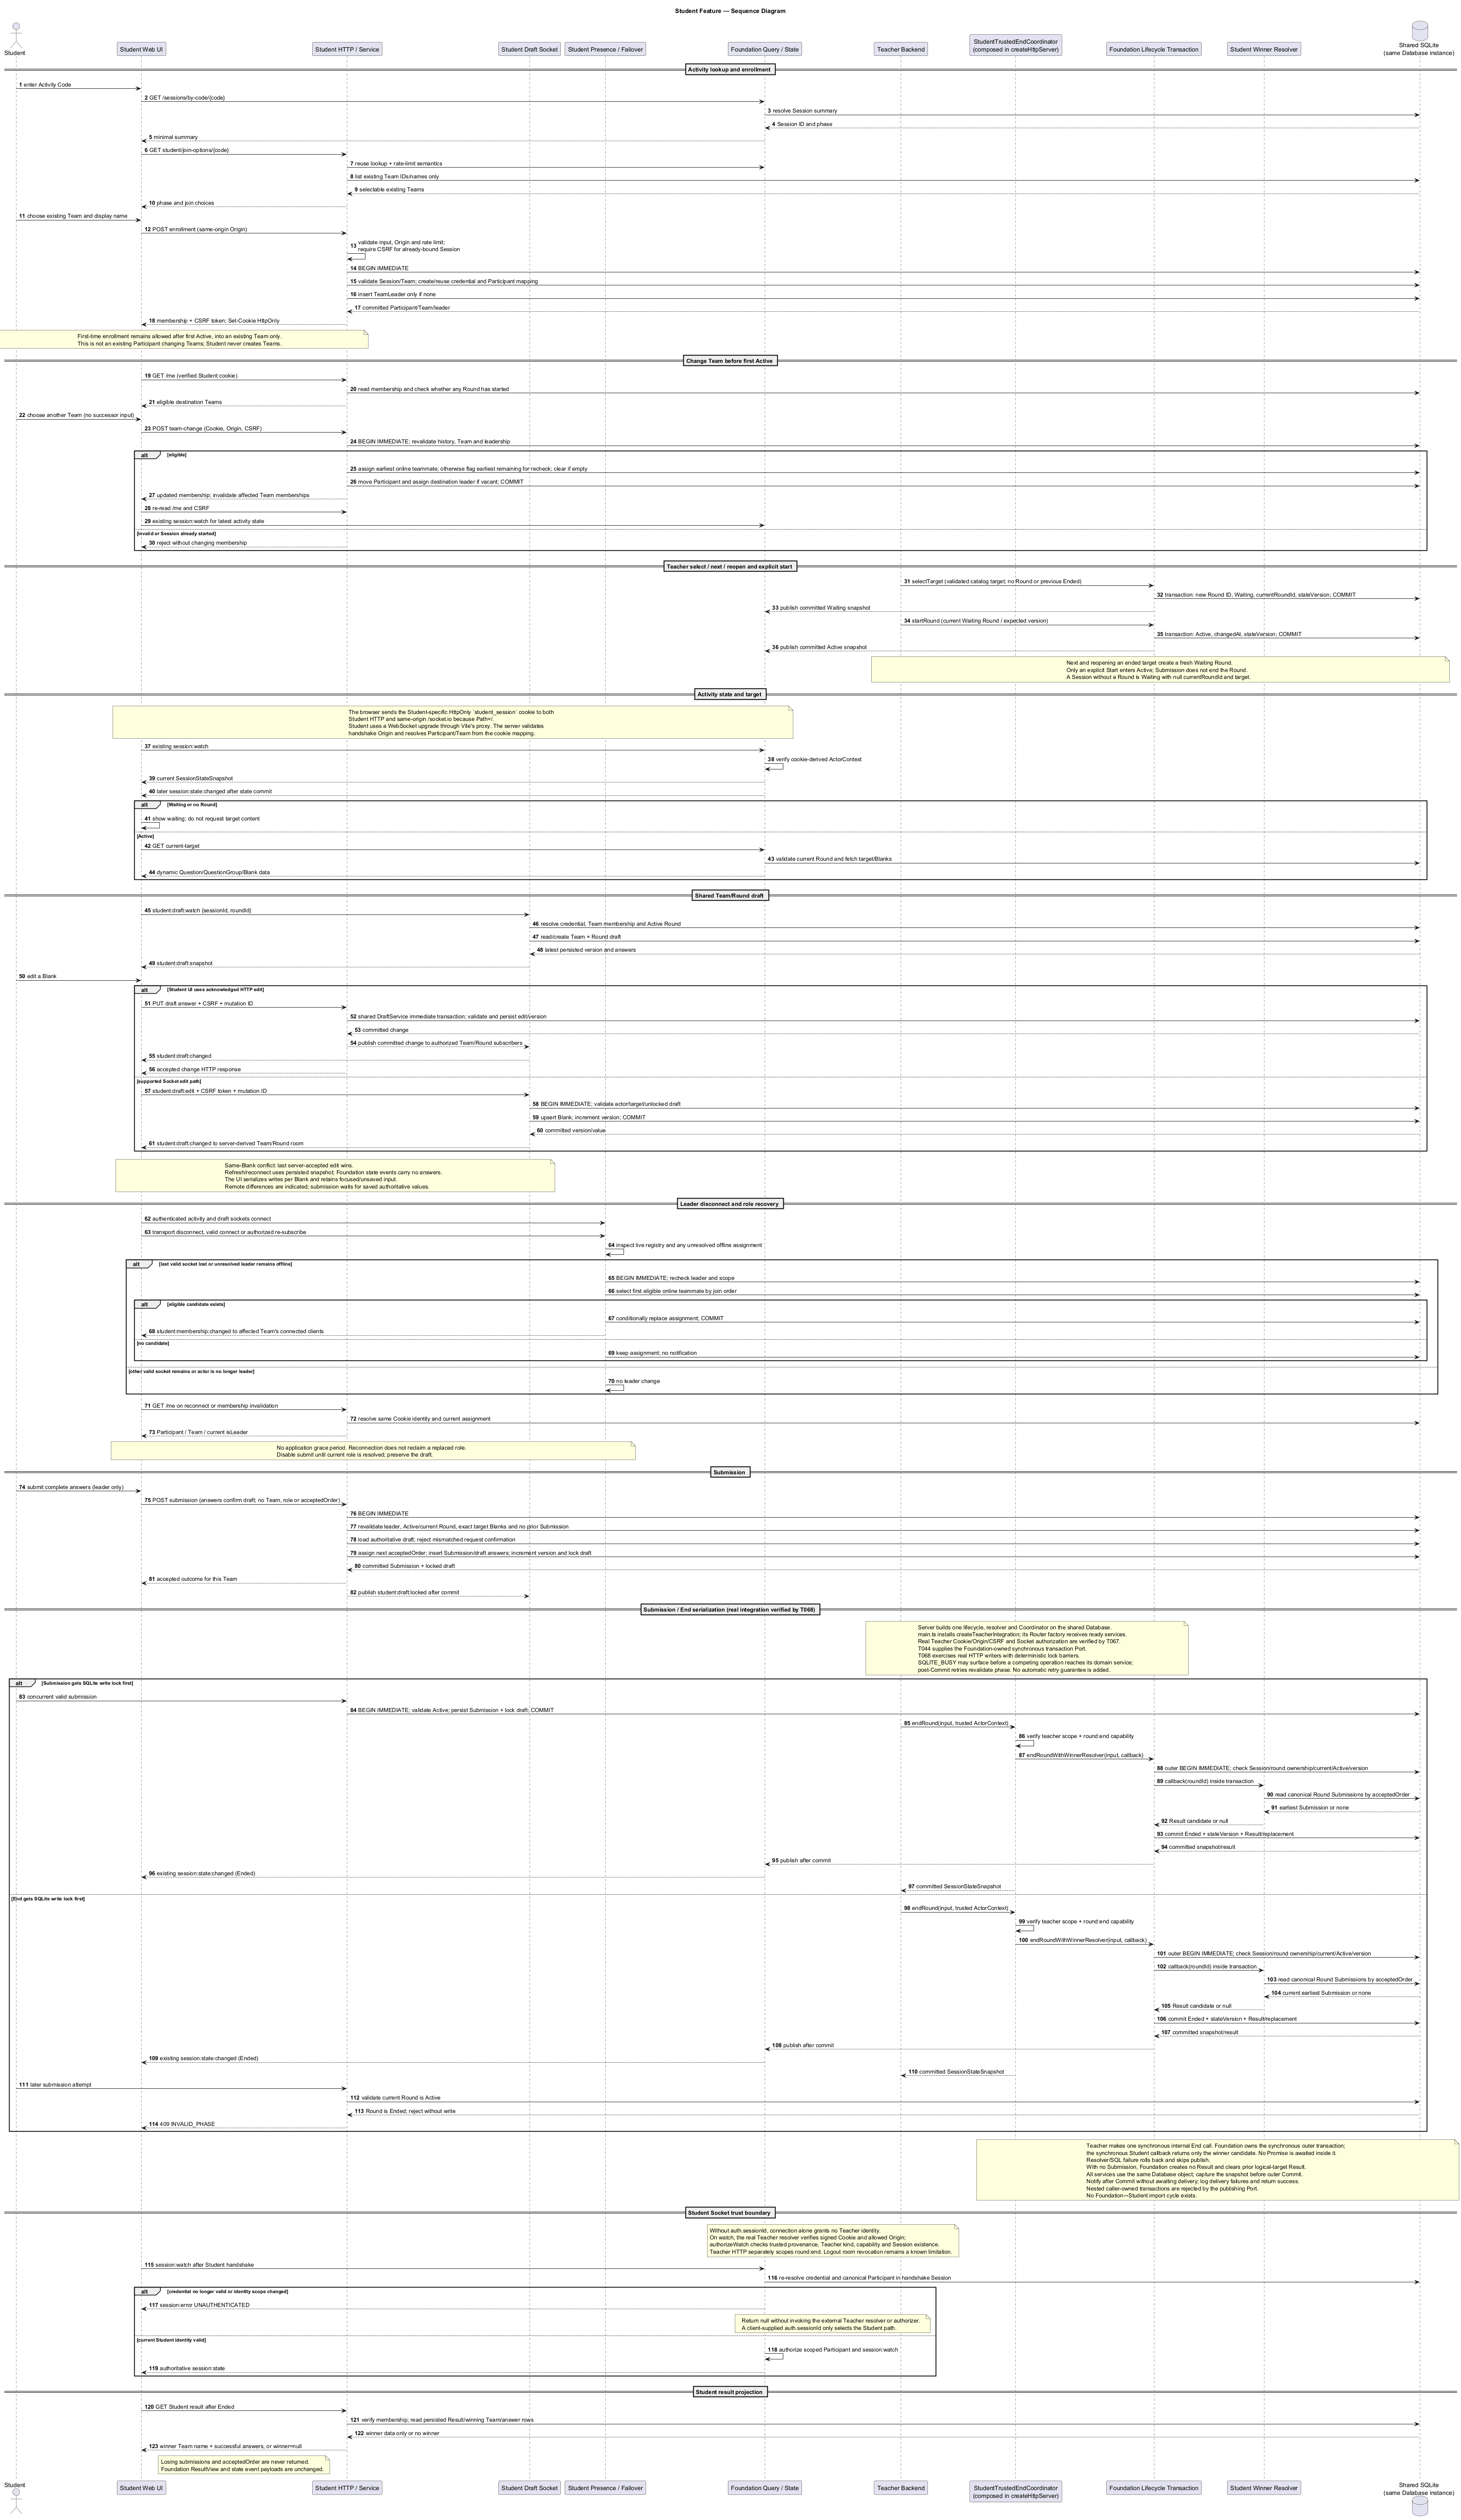 Student Feature — Sequence Diagram
Student
Student Web UI
Student HTTP / Service
Student Draft Socket
Student Presence / Failover
Foundation Query / State
Teacher Backend
StudentTrustedEndCoordinator
(composed in createHttpServer)
Foundation Lifecycle Transaction
Student Winner Resolver
Shared SQLite
(same Database instance)
Activity lookup and enrollment
1 enter Activity Code
2 GET /sessions/by-code/{code}
3 resolve Session summary
4 Session ID and phase
5 minimal summary
6 GET student/join-options/{code}
7 reuse lookup + rate-limit semantics
8 list existing Team IDs/names only
9 selectable existing Teams
10 phase and join choices
11 choose existing Team and display name
12 POST enrollment (same-origin Origin)
13 validate input, Origin and rate limit;
require CSRF for already-bound Session
14 BEGIN IMMEDIATE
15 validate Session/Team; create/reuse credential and Participant mapping
16 insert TeamLeader only if none
17 committed Participant/Team/leader
18 membership + CSRF token; Set-Cookie HttpOnly
First-time enrollment remains allowed after first Active, into an existing Team only.
This is not an existing Participant changing Teams; Student never creates Teams.
Change Team before first Active
19 GET /me (verified Student cookie)
20 read membership and check whether any Round has started
21 eligible destination Teams
22 choose another Team (no successor input)
23 POST team-change (Cookie, Origin, CSRF)
24 BEGIN IMMEDIATE; revalidate history, Team and leadership
alt [eligible]
25 assign earliest online teammate; otherwise flag earliest remaining for recheck; clear if empty
26 move Participant and assign destination leader if vacant; COMMIT
27 updated membership; invalidate affected Team memberships
28 re-read /me and CSRF
29 existing session:watch for latest activity state
[invalid or Session already started]
30 reject without changing membership
Teacher select / next / reopen and explicit start
31 selectTarget (validated catalog target; no Round or previous Ended)
32 transaction: new Round ID, Waiting, currentRoundId, stateVersion; COMMIT
33 publish committed Waiting snapshot
34 startRound (current Waiting Round / expected version)
35 transaction: Active, changedAt, stateVersion; COMMIT
36 publish committed Active snapshot
Next and reopening an ended target create a fresh Waiting Round.
Only an explicit Start enters Active; Submission does not end the Round.
A Session without a Round is Waiting with null currentRoundId and target.
Activity state and target
The browser sends the Student-specific HttpOnly `student_session` cookie to both
Student HTTP and same-origin /socket.io because Path=/.
Student uses a WebSocket upgrade through Vite's proxy. The server validates
handshake Origin and resolves Participant/Team from the cookie mapping.
37 existing session:watch
38 verify cookie-derived ActorContext
39 current SessionStateSnapshot
40 later session:state:changed after state commit
alt [Waiting or no Round]
41 show waiting; do not request target content
[Active]
42 GET current-target
43 validate current Round and fetch target/Blanks
44 dynamic Question/QuestionGroup/Blank data
Shared Team/Round draft
45 student:draft:watch {sessionId, roundId}
46 resolve credential, Team membership and Active Round
47 read/create Team × Round draft
48 latest persisted version and answers
49 student:draft:snapshot
50 edit a Blank
alt [Student UI uses acknowledged HTTP edit]
51 PUT draft answer + CSRF + mutation ID
52 shared DraftService immediate transaction; validate and persist edit/version
53 committed change
54 publish committed change to authorized Team/Round subscribers
55 student:draft:changed
56 accepted change HTTP response
[supported Socket edit path]
57 student:draft:edit + CSRF token + mutation ID
58 BEGIN IMMEDIATE; validate actor/target/unlocked draft
59 upsert Blank; increment version; COMMIT
60 committed version/value
61 student:draft:changed to server-derived Team/Round room
Same-Blank conflict: last server-accepted edit wins.
Refresh/reconnect uses persisted snapshot; Foundation state events carry no answers.
The UI serializes writes per Blank and retains focused/unsaved input.
Remote differences are indicated; submission waits for saved authoritative values.
Leader disconnect and role recovery
62 authenticated activity and draft sockets connect
63 transport disconnect, valid connect or authorized re-subscribe
64 inspect live registry and any unresolved offline assignment
alt [last valid socket lost or unresolved leader remains offline]
65 BEGIN IMMEDIATE; recheck leader and scope
66 select first eligible online teammate by join order
alt [eligible candidate exists]
67 conditionally replace assignment; COMMIT
68 student:membership:changed to affected Team's connected clients
[no candidate]
69 keep assignment; no notification
[other valid socket remains or actor is no longer leader]
70 no leader change
71 GET /me on reconnect or membership invalidation
72 resolve same Cookie identity and current assignment
73 Participant / Team / current isLeader
No application grace period. Reconnection does not reclaim a replaced role.
Disable submit until current role is resolved; preserve the draft.
Submission
74 submit complete answers (leader only)
75 POST submission (answers confirm draft; no Team, role or acceptedOrder)
76 BEGIN IMMEDIATE
77 revalidate leader, Active/current Round, exact target Blanks and no prior Submission
78 load authoritative draft; reject mismatched request confirmation
79 assign next acceptedOrder; insert Submission/draft answers; increment version and lock draft
80 committed Submission + locked draft
81 accepted outcome for this Team
82 publish student:draft:locked after commit
Submission / End serialization (real integration verified by T068)
Server builds one lifecycle, resolver and Coordinator on the shared Database.
main.ts installs createTeacherIntegration; its Router factory receives ready services.
Real Teacher Cookie/Origin/CSRF and Socket authorization are verified by T067.
T044 supplies the Foundation-owned synchronous transaction Port.
T068 exercises real HTTP writers with deterministic lock barriers.
SQLITE_BUSY may surface before a competing operation reaches its domain service;
post-Commit retries revalidate phase. No automatic retry guarantee is added.
alt [Submission gets SQLite write lock first]
83 concurrent valid submission
84 BEGIN IMMEDIATE; validate Active; persist Submission + lock draft; COMMIT
85 endRound(input, trusted ActorContext)
86 verify teacher scope + round:end capability
87 endRoundWithWinnerResolver(input, callback)
88 outer BEGIN IMMEDIATE; check Session/round ownership/current/Active/version
89 callback(roundId) inside transaction
90 read canonical Round Submissions by acceptedOrder
91 earliest Submission or none
92 Result candidate or null
93 commit Ended + stateVersion + Result/replacement
94 committed snapshot/result
95 publish after commit
96 existing session:state:changed (Ended)
97 committed SessionStateSnapshot
[End gets SQLite write lock first]
98 endRound(input, trusted ActorContext)
99 verify teacher scope + round:end capability
100 endRoundWithWinnerResolver(input, callback)
101 outer BEGIN IMMEDIATE; check Session/round ownership/current/Active/version
102 callback(roundId) inside transaction
103 read canonical Round Submissions by acceptedOrder
104 current earliest Submission or none
105 Result candidate or null
106 commit Ended + stateVersion + Result/replacement
107 committed snapshot/result
108 publish after commit
109 existing session:state:changed (Ended)
110 committed SessionStateSnapshot
111 later submission attempt
112 validate current Round is Active
113 Round is Ended; reject without write
114 409 INVALID_PHASE
Teacher makes one synchronous internal End call. Foundation owns the synchronous outer transaction;
the synchronous Student callback returns only the winner candidate. No Promise is awaited inside it.
Resolver/SQL failure rolls back and skips publish.
With no Submission, Foundation creates no Result and clears prior logical-target Result.
All services use the same Database object; capture the snapshot before outer Commit.
Notify after Commit without awaiting delivery; log delivery failures and return success.
Nested caller-owned transactions are rejected by the publishing Port.
Student Socket trust boundary
Without auth.sessionId, connection alone grants no Teacher identity.
On watch, the real Teacher resolver verifies signed Cookie and allowed Origin;
authorizeWatch checks trusted provenance, Teacher kind, capability and Session existence.
Teacher HTTP separately scopes round:end. Logout room revocation remains a known limitation.
115 session:watch after Student handshake
116 re-resolve credential and canonical Participant in handshake Session
alt [credential no longer valid or identity scope changed]
117 session:error UNAUTHENTICATED
Return null without invoking the external Teacher resolver or authorizer.
A client-supplied auth.sessionId only selects the Student path.
[current Student identity valid]
118 authorize scoped Participant and session:watch
119 authoritative session:state
Student result projection
120 GET Student result after Ended
121 verify membership; read persisted Result/winning Team/answer rows
122 winner data only or no winner
123 winner Team name + successful answers, or winner=null
Losing submissions and acceptedOrder are never returned.
Foundation ResultView and state event payloads are unchanged.
Student
Student Web UI
Student HTTP / Service
Student Draft Socket
Student Presence / Failover
Foundation Query / State
Teacher Backend
StudentTrustedEndCoordinator
(composed in createHttpServer)
Foundation Lifecycle Transaction
Student Winner Resolver
Shared SQLite
(same Database instance)